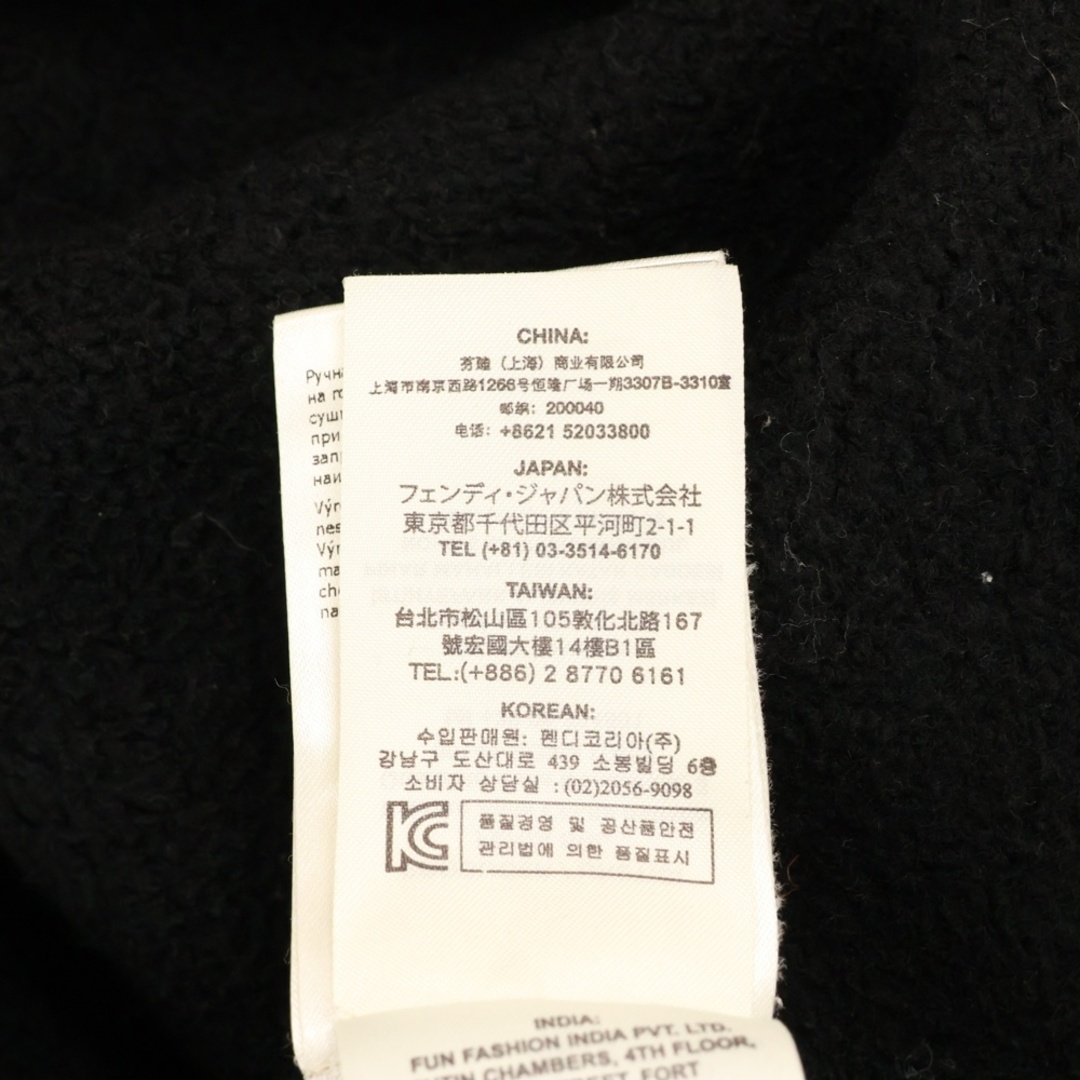 CHINA:
芬迪（上海）商业有限公司
上海市南京西路1266号恒隆广场一期3307B-3310室
邮编：200040
电话：+8621 52033800
JAPAN:
フェンディ・ジャパン株式会社
東京都千代田区平河町2-1-1
TEL (+81) 03-3514-6170
TAIWAN:
台北市松山區105敦化北路167
號宏國大樓14樓B1區
TEL:(+886) 2 8770 6161
KOREAN:
수입판매원: 펜디코리아(주)
강남구 도산대로 439 소봉빌딩 6층
소비자 상담실 : (02)2056-9098
품질경영 및 공산품안전
관리법에 의한 품질표시
INDIA:
FUN FASHION INDIA PVT. LTD.
CHAMBERS, 4TH FLOOR,
FORT